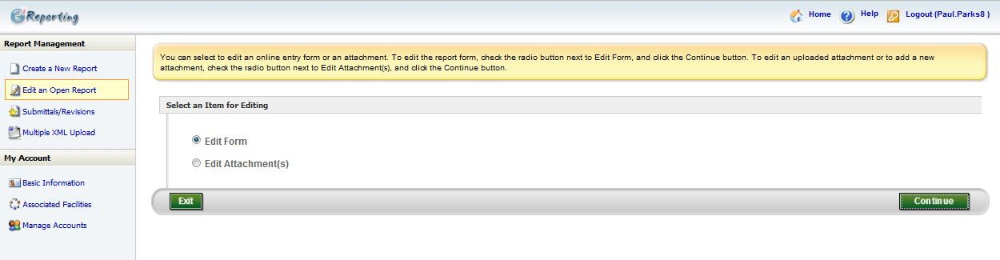 e2Reporting
Home Help Logout (Paul.Parks8 )
Report Management
Create a New Report
Edit an Open Report
Submittals/Revisions
Multiple XML Upload
My Account
Basic Information
Associated Facilities
Manage Accounts
You can select to edit an online entry form or an attachment. To edit the report form, check the radio button next to Edit Form, and click the Continue button. To edit an uploaded attachment or to add a new
attachment, check the radio button next to Edit Attachment(s), and click the Continue button.
Select an Item for Editing
Edit Form
Edit Attachment(s)
Exit
Continue